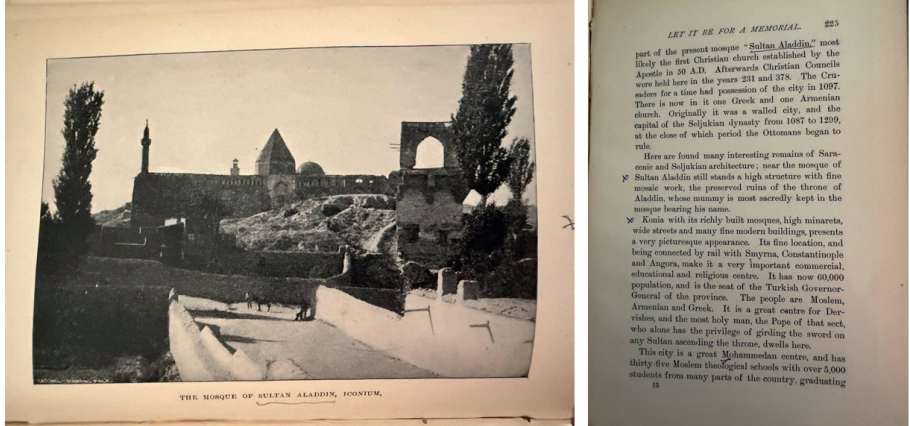 THE MOSQUE OF SULTAN ALADDIN, ICONIUM,
LET IT BE FOR A MEMORIAL. 225
part of the present mosque "Sultan Aladdin," most
likely the first Christian church established by the
Apostle in 50 A.D. Afterwards Christian Councils
were held here in the years 231 and 378. The Cru-
saders for a time had possession of the city in 1097.
There is now in it one Greek and one Armenian
church. Originally it was a walled city, and the
capital of the Seljukian dynasty from 1087 to 1299,
at the close of which period the Ottomans began to
rule.
Here are found many interesting remains of Sara-
cenic and Seljukian architecture; near the mosque of
Sultan Aladdin still stands a high structure with fine
mosaic work, the preserved ruins of the throne of
Aladdin, whose mummy is most sacredly kept in the
mosque bearing his name.
Konia with its richly built mosques, high minarets,
wide streets and many fine modern buildings, presents
a very picturesque appearance. Its fine location, and
being connected by rail with Smyrna, Constantinople
and Angora, make it a very important commercial,
educational and religious centre. It has now 60,000
population, and is the seat of the Turkish Governor-
General of the province. The people are Moslem,
Armenian and Greek. It is a great centre for Der-
vishes, and the most holy man, the Pope of that sect,
who alone has the privilege of girding the sword on
any Sultan ascending the throne, dwells here.
This city is a great Mohammedan centre, and has
thirty-five Moslem theological schools with over 5,000
students from many parts of the country, graduating
15